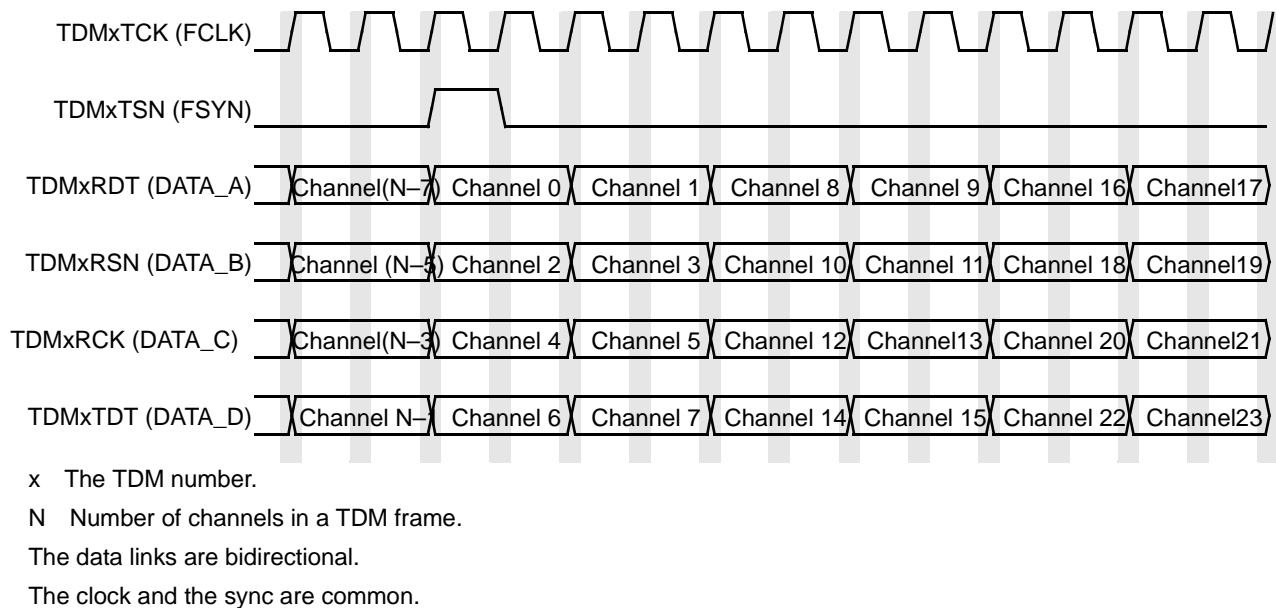 TDMxTCK (FCLK)
TDMxTSN (FSYN)
TDMxRDT (DATA_A) Channel(N–7) Channel 0 Channel 1 Channel 8 Channel 9 Channel 16 Channel17
TDMxRSN (DATA_B) Channel (N–5) Channel 2 Channel 3 Channel 10 Channel 11 Channel 18 Channel19
TDMxRCK (DATA_C) Channel(N–3) Channel 4 Channel 5 Channel 12 Channel13 Channel 20 Channel21
TDMxTDT (DATA_D) Channel N–1 Channel 6 Channel 7 Channel 14 Channel 15 Channel 22 Channel23
x The TDM number.
N Number of channels in a TDM frame.
The data links are bidirectional.
The clock and the sync are common.